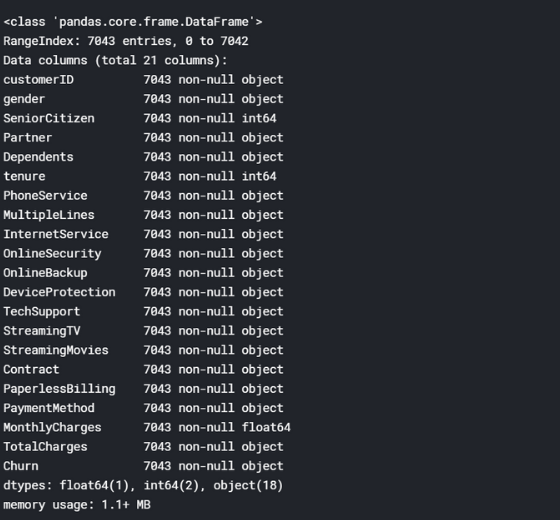 <class 'pandas.core.frame.DataFrame'>
RangeIndex: 7043 entries, 0 to 7042
Data columns (total 21 columns):
customerID          7043 non-null object
gender              7043 non-null object
SeniorCitizen       7043 non-null int64
Partner             7043 non-null object
Dependents          7043 non-null object
tenure              7043 non-null int64
PhoneService        7043 non-null object
MultipleLines       7043 non-null object
InternetService     7043 non-null object
OnlineSecurity      7043 non-null object
OnlineBackup        7043 non-null object
DeviceProtection    7043 non-null object
TechSupport         7043 non-null object
StreamingTV         7043 non-null object
StreamingMovies     7043 non-null object
Contract            7043 non-null object
PaperlessBilling    7043 non-null object
PaymentMethod       7043 non-null object
MonthlyCharges      7043 non-null float64
TotalCharges        7043 non-null object
Churn               7043 non-null object
dtypes: float64(1), int64(2), object(18)
memory usage: 1.1+ MB